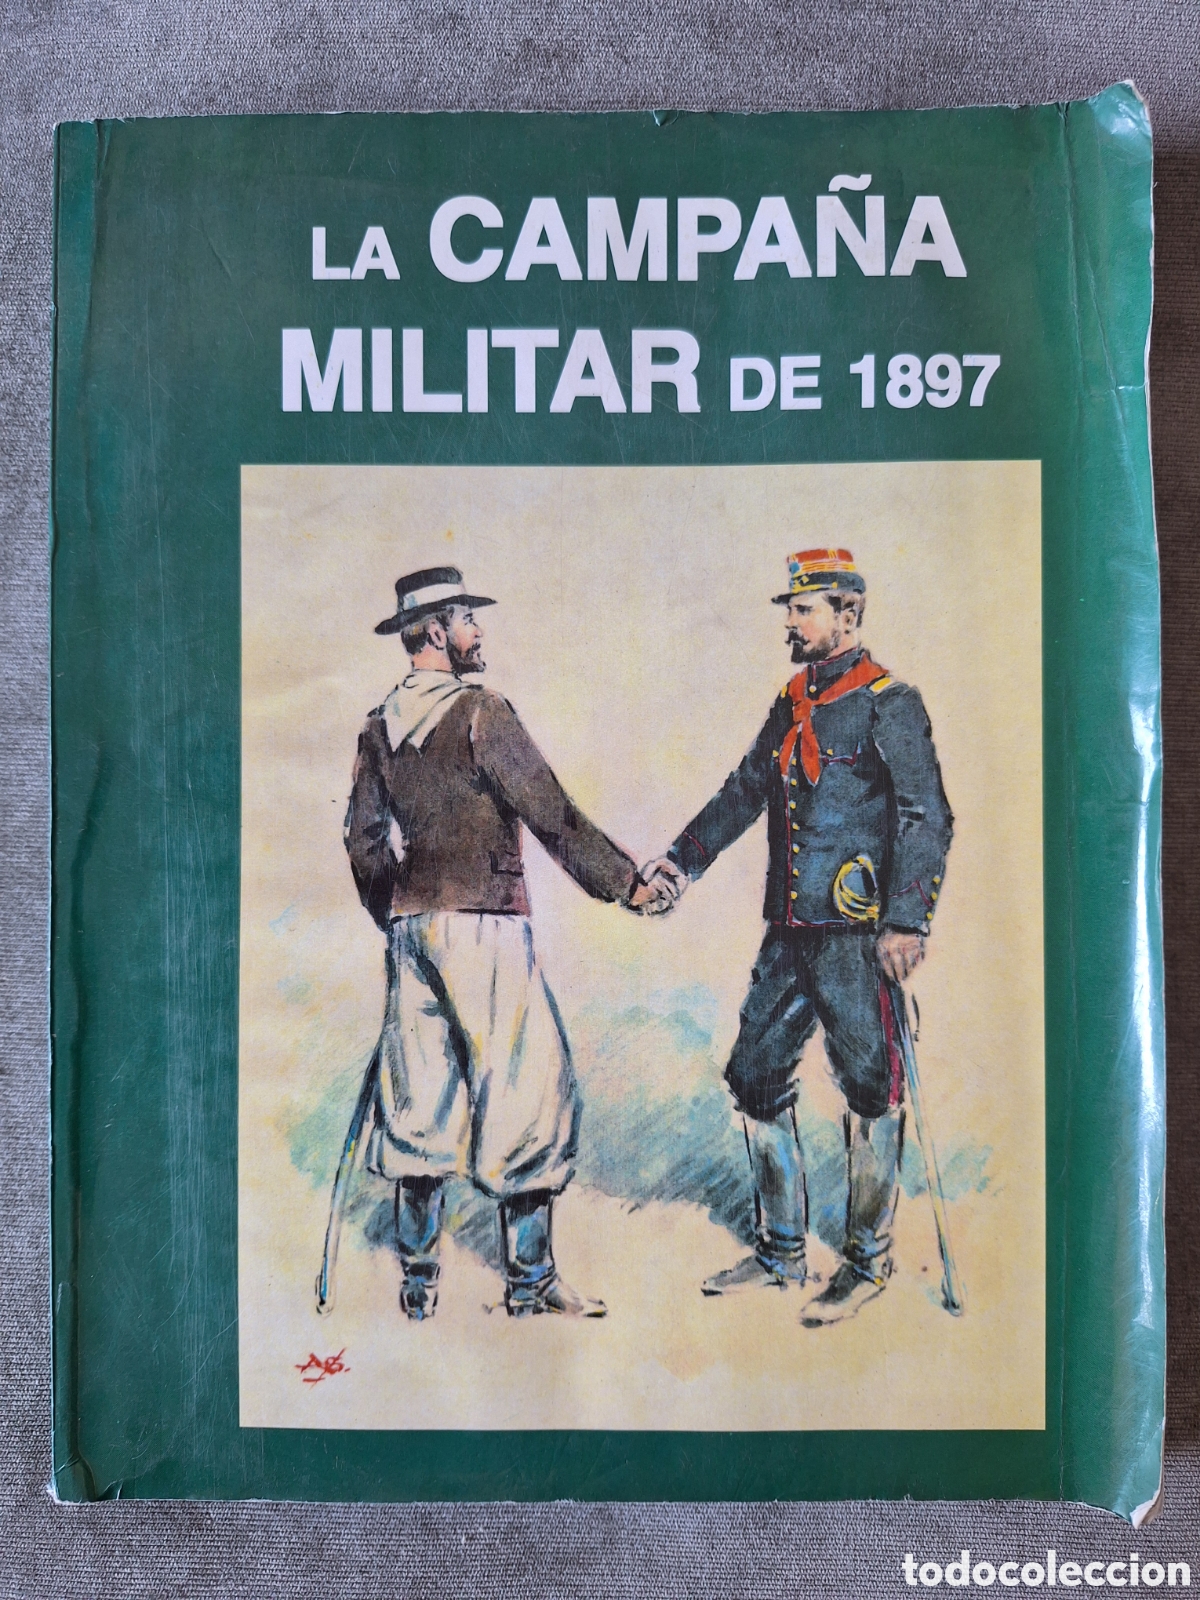 LA CAMPAÑA
MILITAR DE 1897
todocoleccion